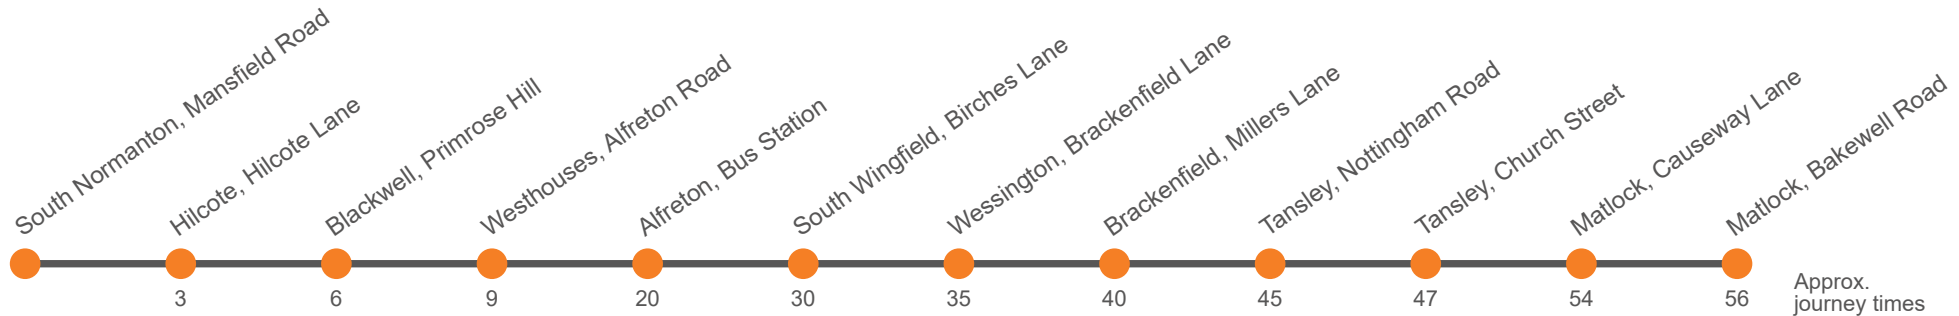 South Normanton, Mansfield Road
Hilcote, Hilcote Lane
Blackwell, Primrose Hill
Westhouses, Alfreton Road
Alfreton, Bus Station
South Wingfield, Birches Lane
Wessington, Brackenfield Lane
Brackenfield, Millers Lane
Tansley, Nottingham Road
Tansley, Church Street
Matlock, Causeway Lane
Matlock, Bakewell Road
3 6 9 20 30 35 40 45 47 54 56
Approx.
journey times